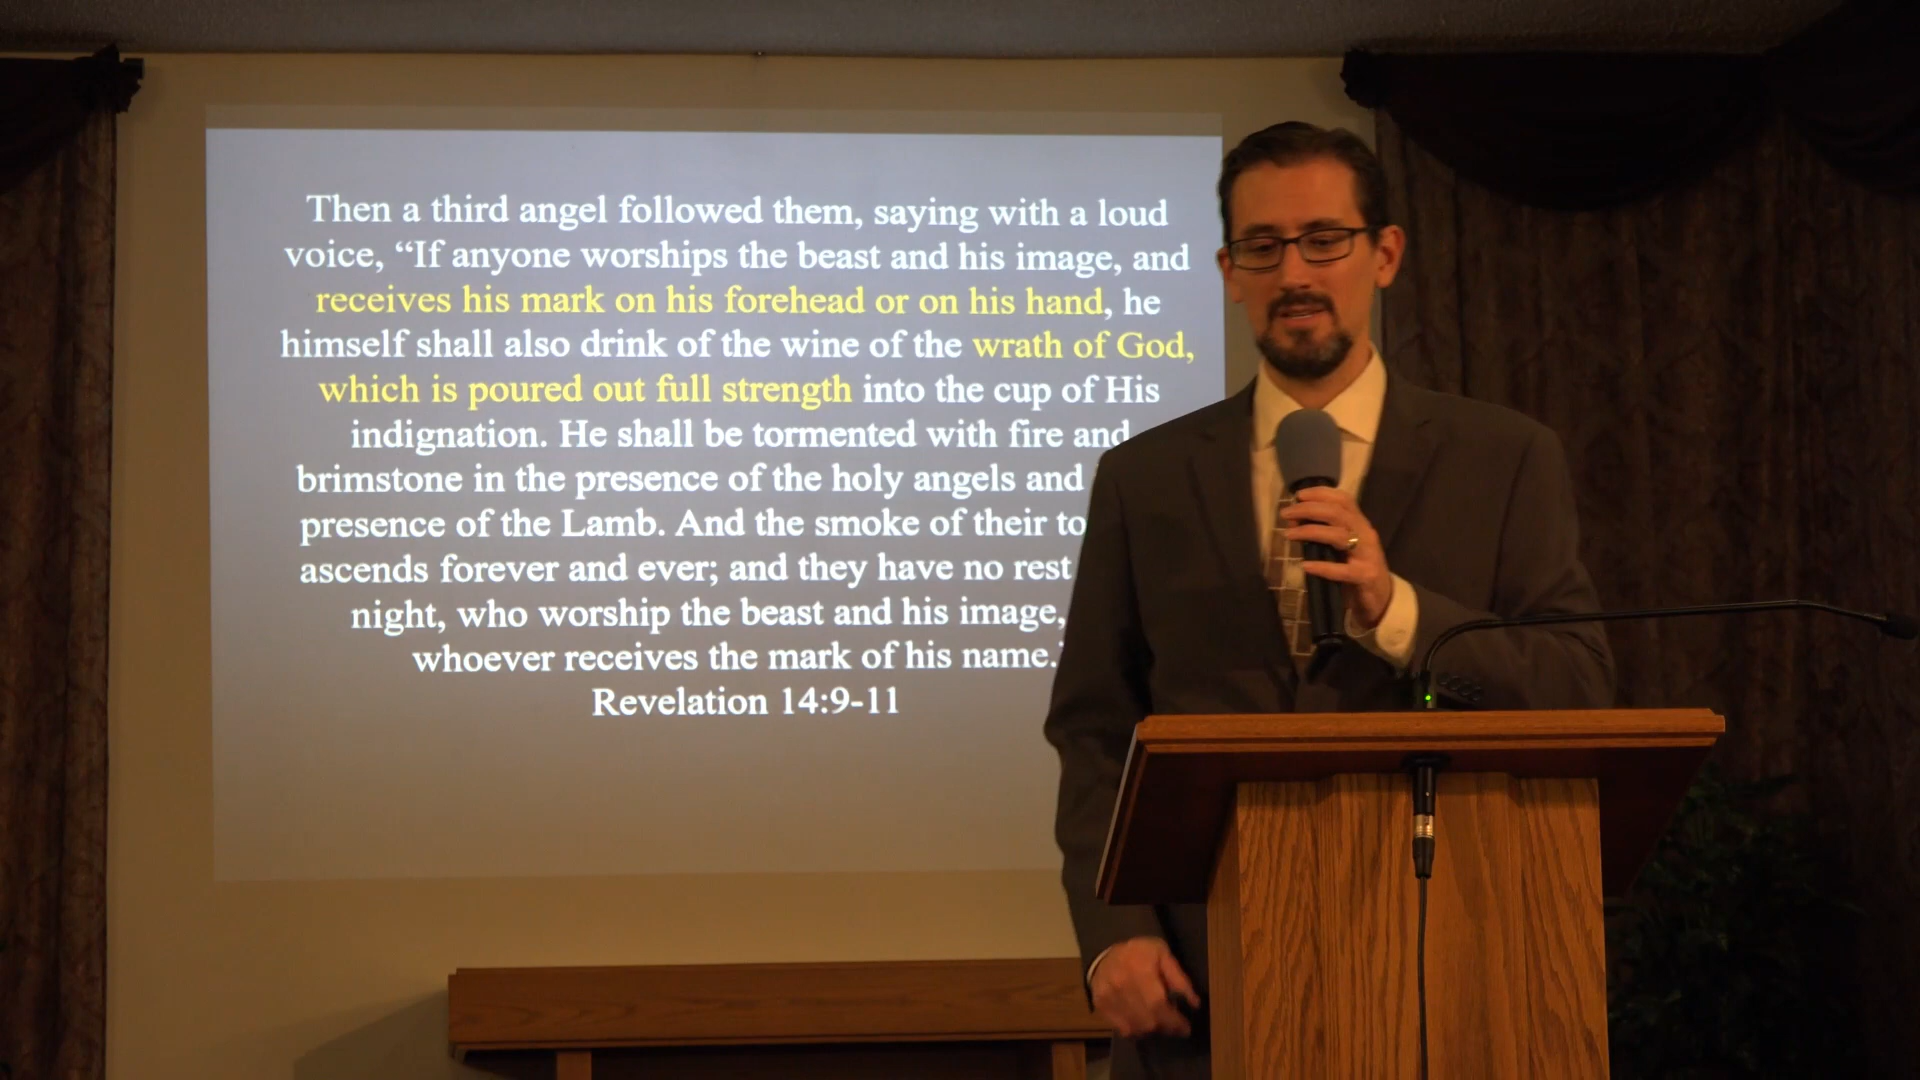 Then a third angel followed them, saying with a loud
voice, “If anyone worships the beast and his image, and
receives his mark on his forehead or on his hand, he
himself shall also drink of the wine of the wrath of God,
which is poured out full strength into the cup of His
indignation. He shall be tormented with fire and
brimstone in the presence of the holy angels and
presence of the Lamb. And the smoke of their to
ascends forever and ever; and they have no rest
night, who worship the beast and his image,
whoever receives the mark of his name.
Revelation 14:9-11